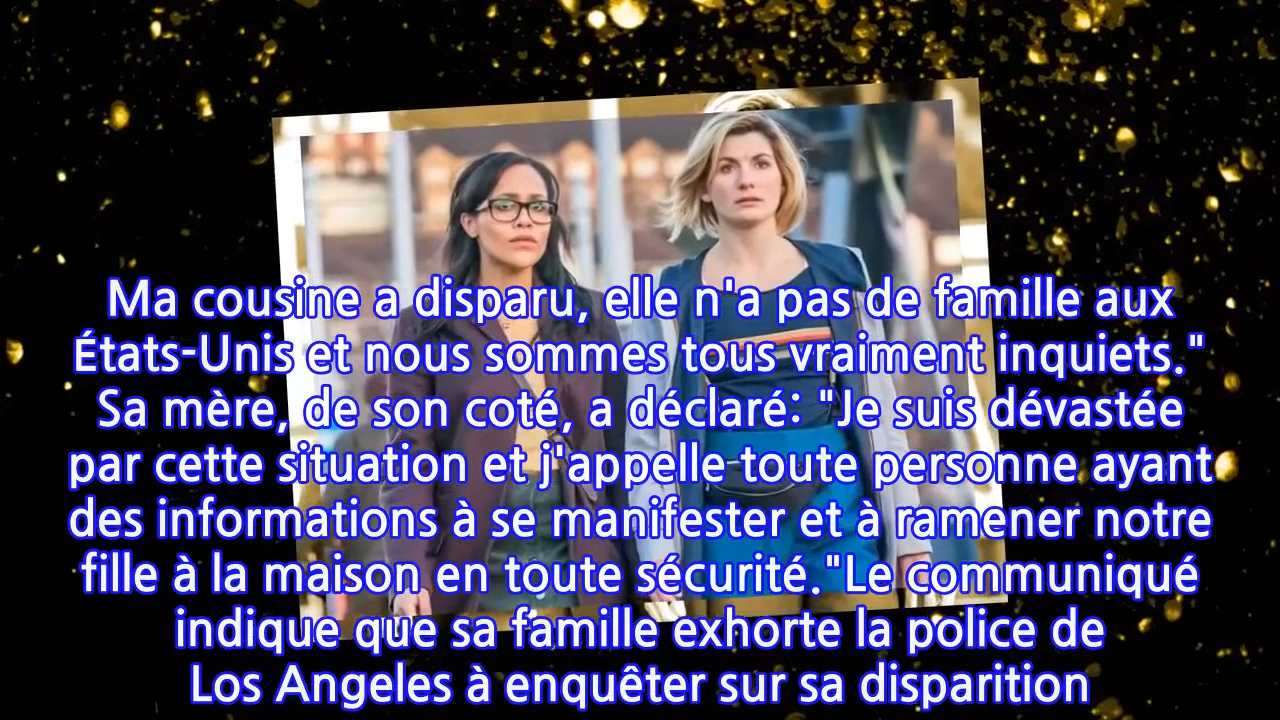 Ma cousine a disparu, elle n'a pas de famille aux
États-Unis et nous sommes tous vraiment inquiets."
Sa mère, de son coté, a déclaré: "Je suis dévastée
par cette situation et j'appelle toute personne ayant
des informations à se manifester et à ramener notre
fille à la maison en toute sécurité."Le communiqué
indique que sa famille exhorte la police de
Los Angeles à enquêter sur sa disparition